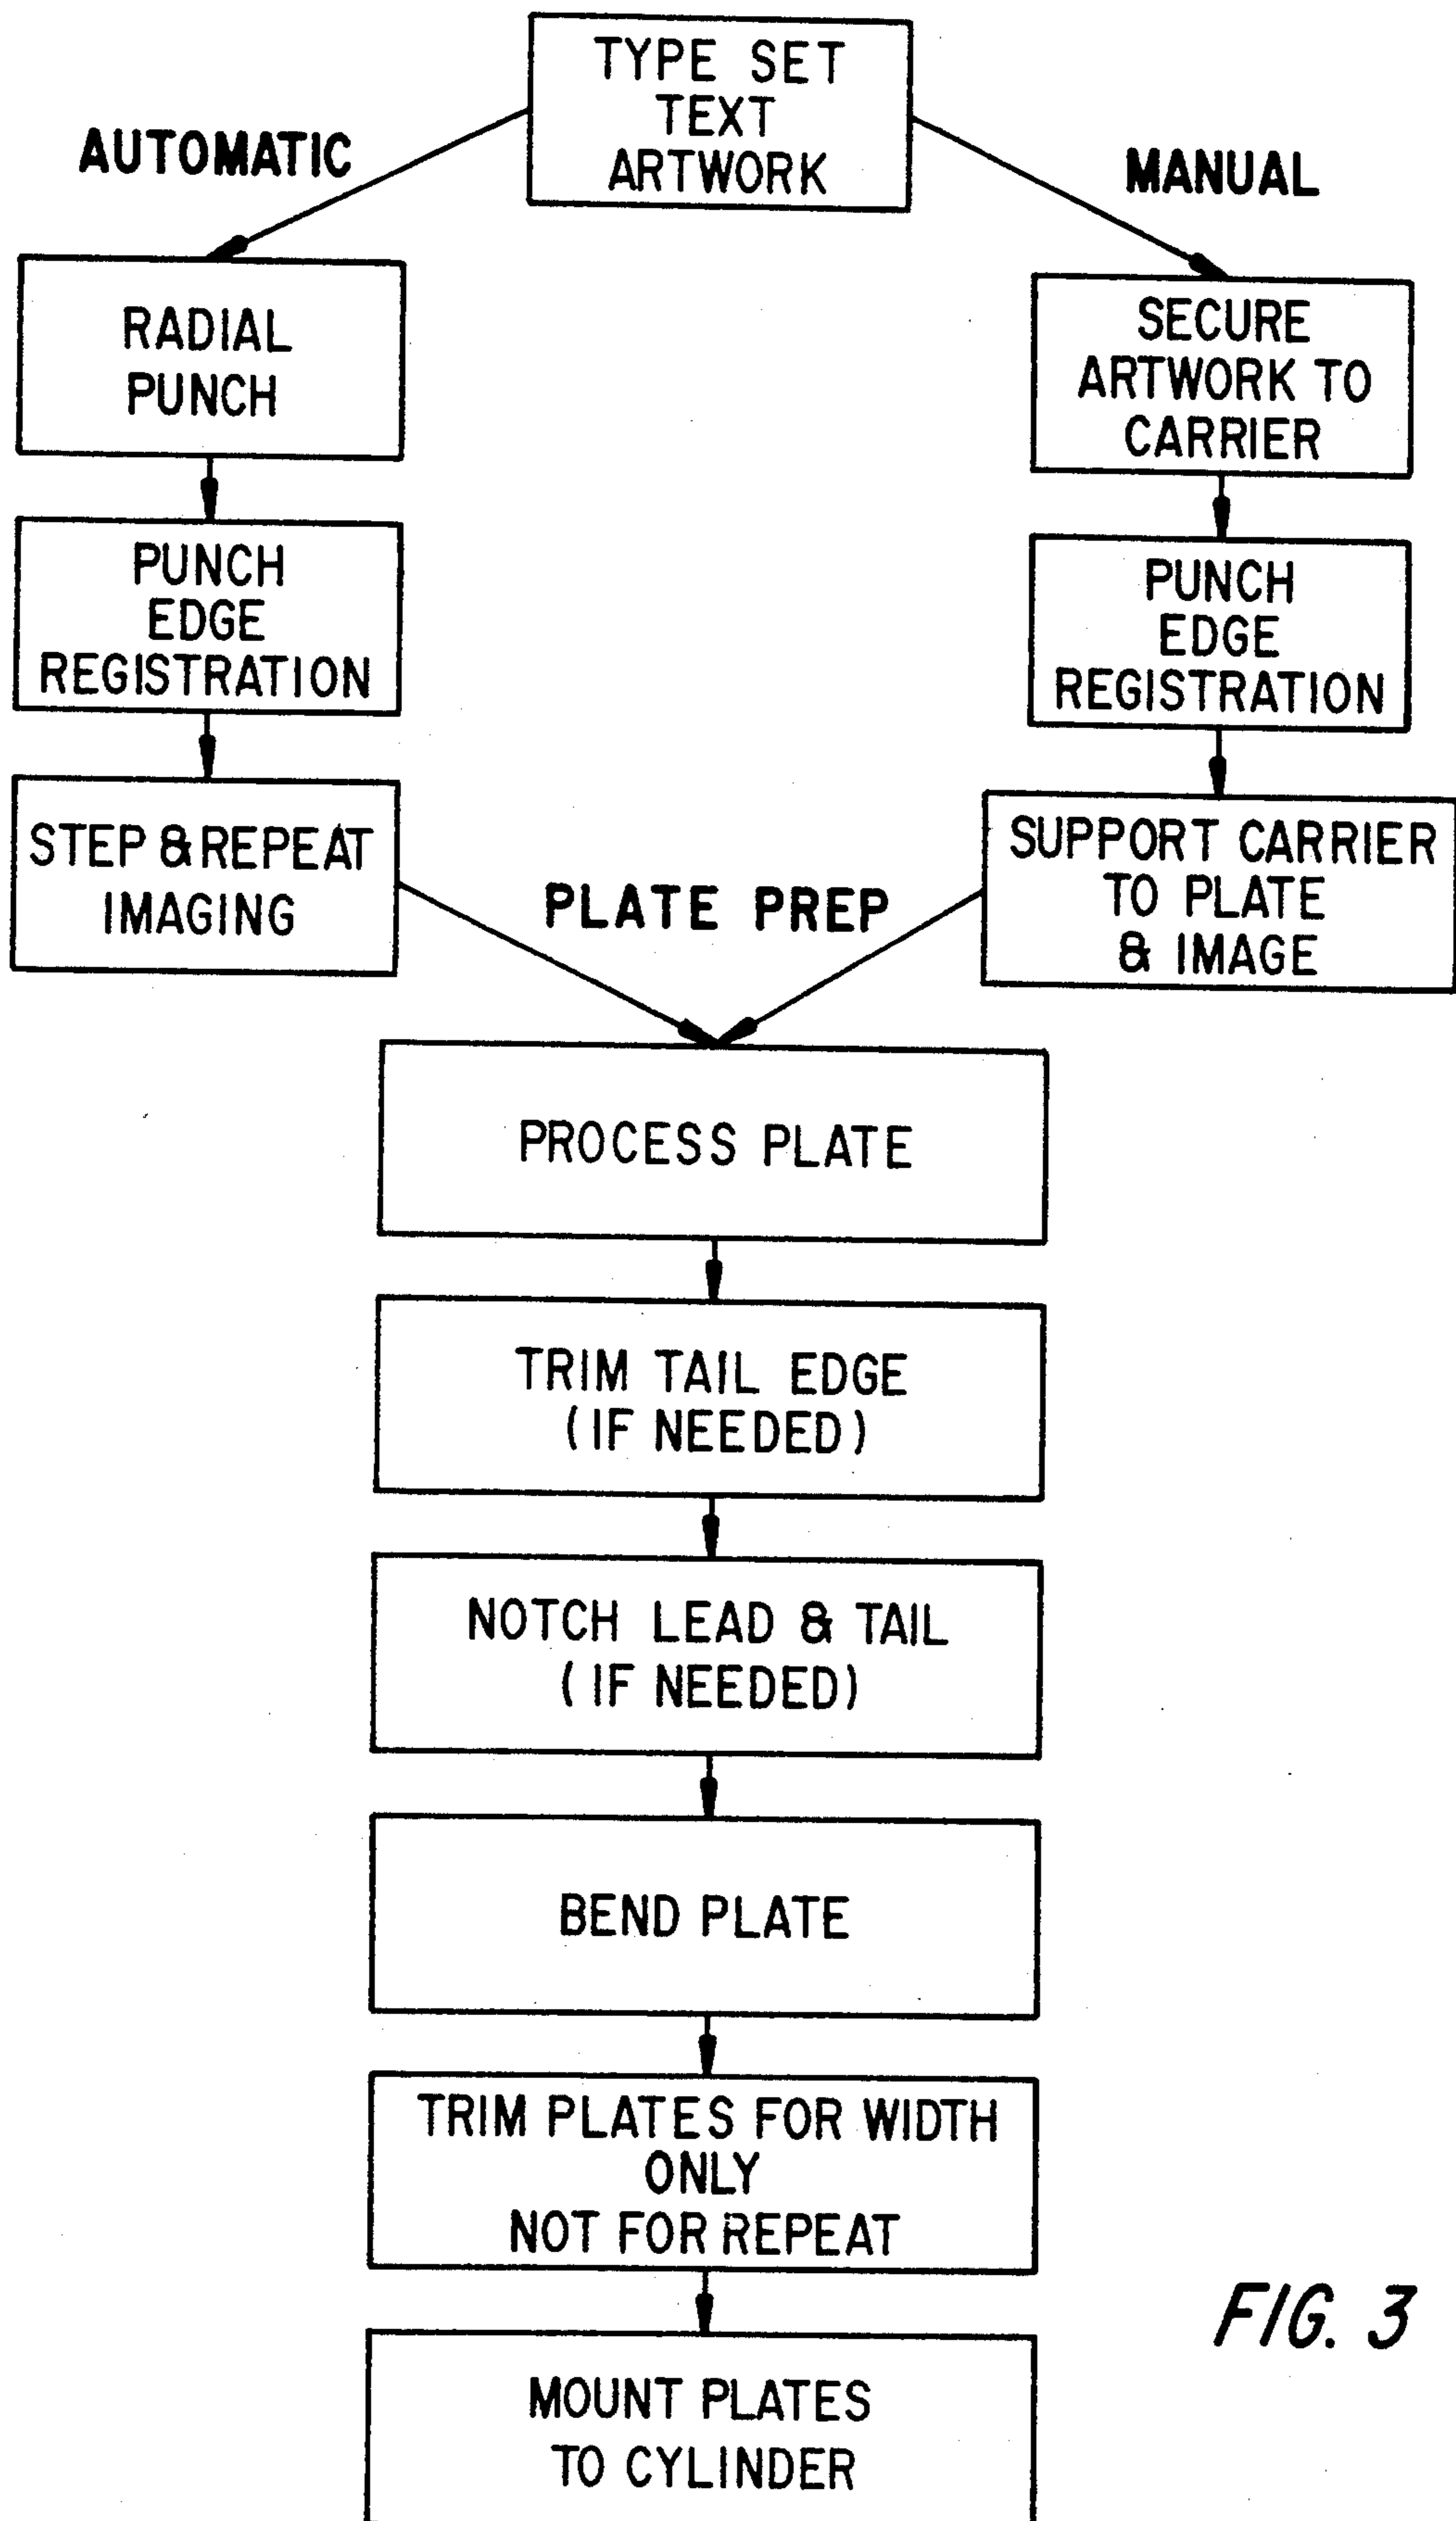 TYPE SET
TEXT
ARTWORK
AUTOMATIC
MANUAL
RADIAL
PUNCH
SECURE
ARTWORK TO
CARRIER
PUNCH
EDGE
REGISTRATION
PUNCH
EDGE
REGISTRATION
STEP & REPEAT
IMAGING
SUPPORT CARRIER
TO PLATE
& IMAGE
PLATE PREP
PROCESS PLATE
TRIM TAIL EDGE
(IF NEEDED)
NOTCH LEAD & TAIL
(IF NEEDED)
BEND PLATE
TRIM PLATES FOR WIDTH
ONLY
NOT FOR REPEAT
MOUNT PLATES
TO CYLINDER
FIG. 3